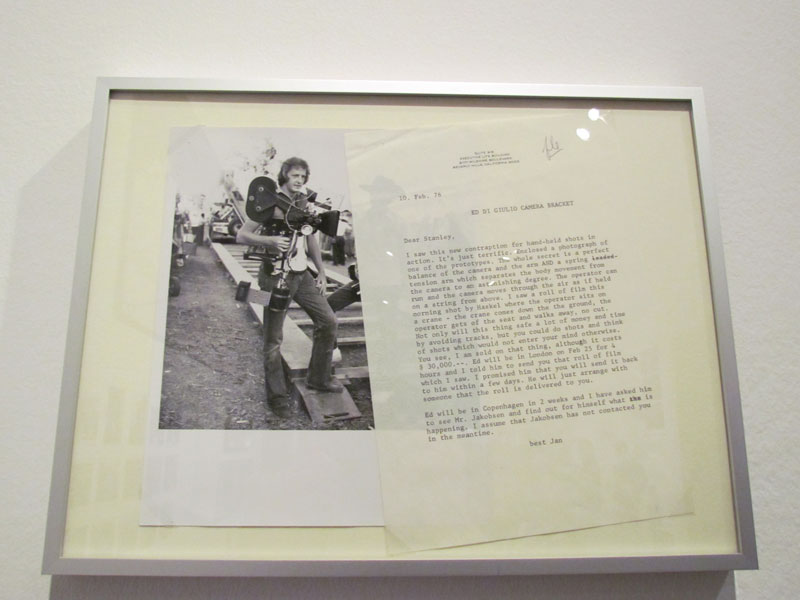 10. Feb. 76
ED DI GIULIO CAMERA BRACKET
Dear Stanley,
I saw this new contraption for hand-held shots in
action. It's just terrific. Enclosed a photograph of
one of the prototypes. The whole secret is a perfect
balance of the camera and the arm AND a spring loaded
tension arm which separates the body movement from
the camera to an astonishing degree. The operator can
run and the camera moves through the air as if held
on a string from above. I saw a roll of film this
morning shot by Haskel where the operator sits on
a crane - the crane comes down the the ground, the
operator gets of the seat and walks away, no cut.
Not only will this thing safe a lot of money and time
by avoiding tracks, but you could do shots and think
of shots which would not enter your mind otherwise.
You see, I am sold on that thing, although it costs
$ 30,000.--. Ed will be in London on Feb 25 for 4
hours and I told him to send you that roll of film
which I saw. I promised him that you will send it back
to him within a few days. He will just arrange with
someone that the roll is delivered to you.
Ed will be in Copenhagen in 2 weeks and I have asked him
to see Mr. Jakobsen and find out for himself what is
happening. I assume that Jakobsen has not contacted you
in the meantime.
best Jan